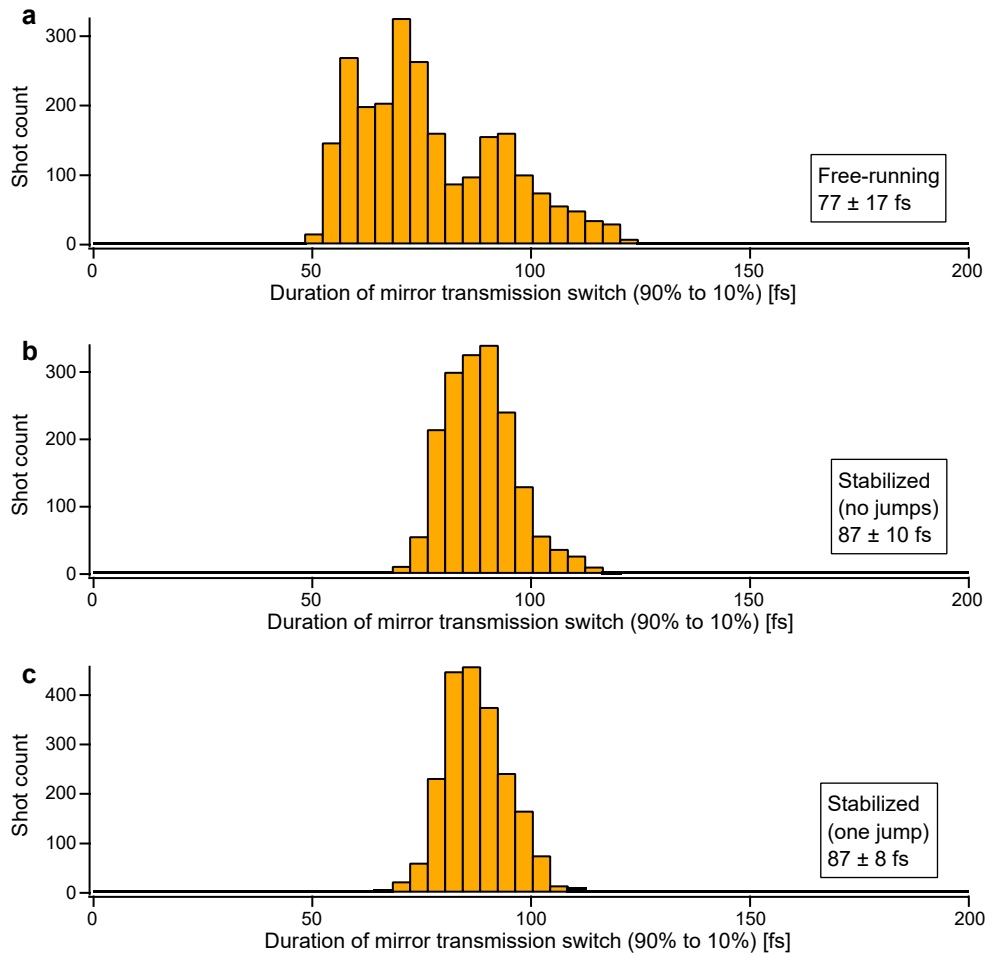 a
Shot count
300
200
100
0
0 50 100 150 200
Duration of mirror transmission switch (90% to 10%) [fs]
Free-running
77 ± 17 fs
b
Shot count
300
200
100
0
0 50 100 150 200
Duration of mirror transmission switch (90% to 10%) [fs]
Stabilized
(no jumps)
87 ± 10 fs
c
Shot count
400
300
200
100
0
0 50 100 150 200
Duration of mirror transmission switch (90% to 10%) [fs]
Stabilized
(one jump)
87 ± 8 fs